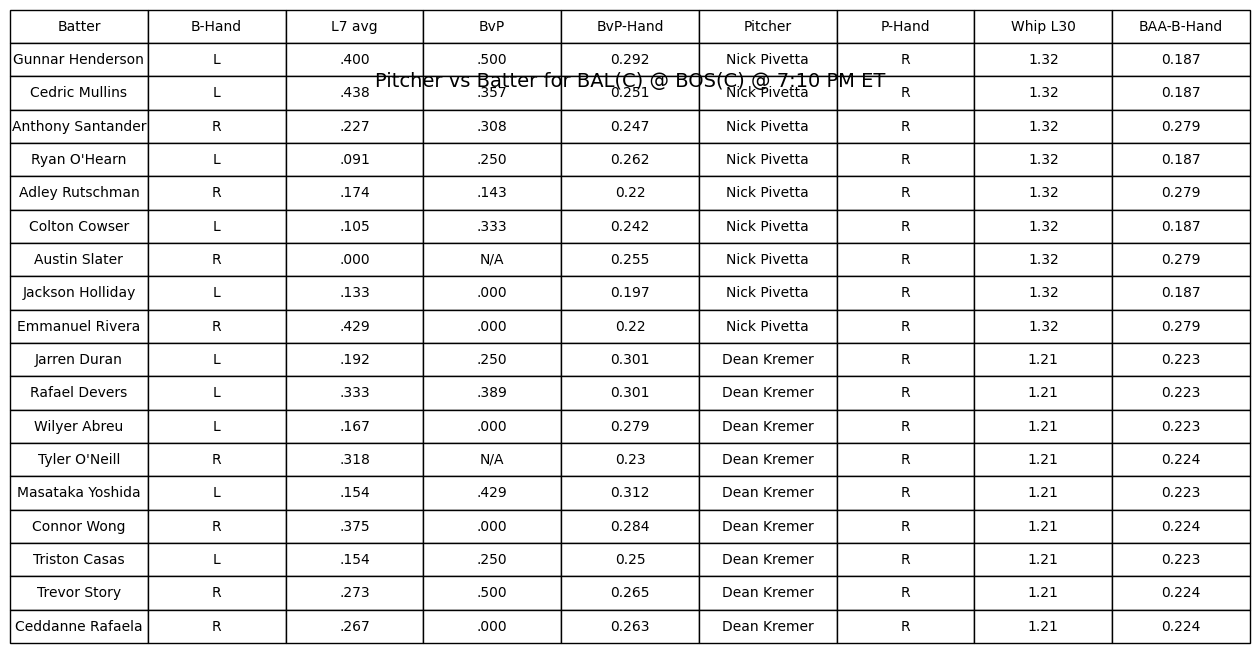 Batter B-Hand L7 avg BvP BvP-Hand Pitcher P-Hand Whip L30 BAA-B-Hand
Gunnar Henderson L .400 .500 0.292 Nick Pivetta R 1.32 0.187
Pitcher vs Batter for BAL(C) @ BOS(C) @ 7:10 PM ET
Cedric Mullins L .438 .357 0.251 Nick Pivetta R 1.32 0.187
Anthony Santander R .227 .308 0.247 Nick Pivetta R 1.32 0.279
Ryan O'Hearn L .091 .250 0.262 Nick Pivetta R 1.32 0.187
Adley Rutschman R .174 .143 0.22 Nick Pivetta R 1.32 0.279
Colton Cowser L .105 .333 0.242 Nick Pivetta R 1.32 0.187
Austin Slater R .000 N/A 0.255 Nick Pivetta R 1.32 0.279
Jackson Holliday L .133 .000 0.197 Nick Pivetta R 1.32 0.187
Emmanuel Rivera R .429 .000 0.22 Nick Pivetta R 1.32 0.279
Jarren Duran L .192 .250 0.301 Dean Kremer R 1.21 0.223
Rafael Devers L .333 .389 0.301 Dean Kremer R 1.21 0.223
Wilyer Abreu L .167 .000 0.279 Dean Kremer R 1.21 0.223
Tyler O'Neill R .318 N/A 0.23 Dean Kremer R 1.21 0.224
Masataka Yoshida L .154 .429 0.312 Dean Kremer R 1.21 0.223
Connor Wong R .375 .000 0.284 Dean Kremer R 1.21 0.224
Triston Casas L .154 .250 0.25 Dean Kremer R 1.21 0.223
Trevor Story R .273 .500 0.265 Dean Kremer R 1.21 0.224
Ceddanne Rafaela R .267 .000 0.263 Dean Kremer R 1.21 0.224